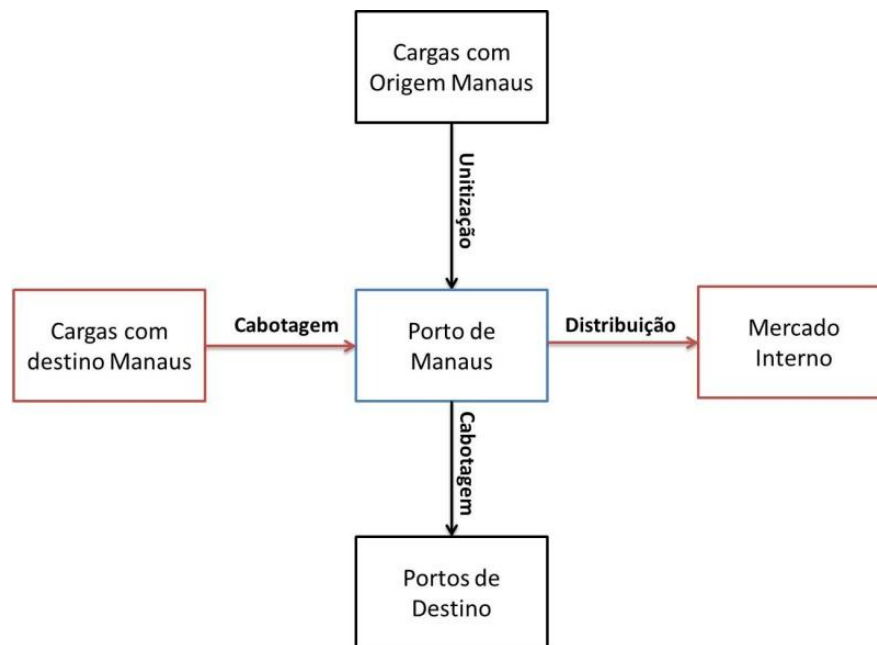 Cargas com
Origem Manaus
Unitização
Cargas com
destino Manaus
Cabotagem
Porto de
Manaus
Distribuição
Mercado
Interno
Cabotagem
Portos de
Destino